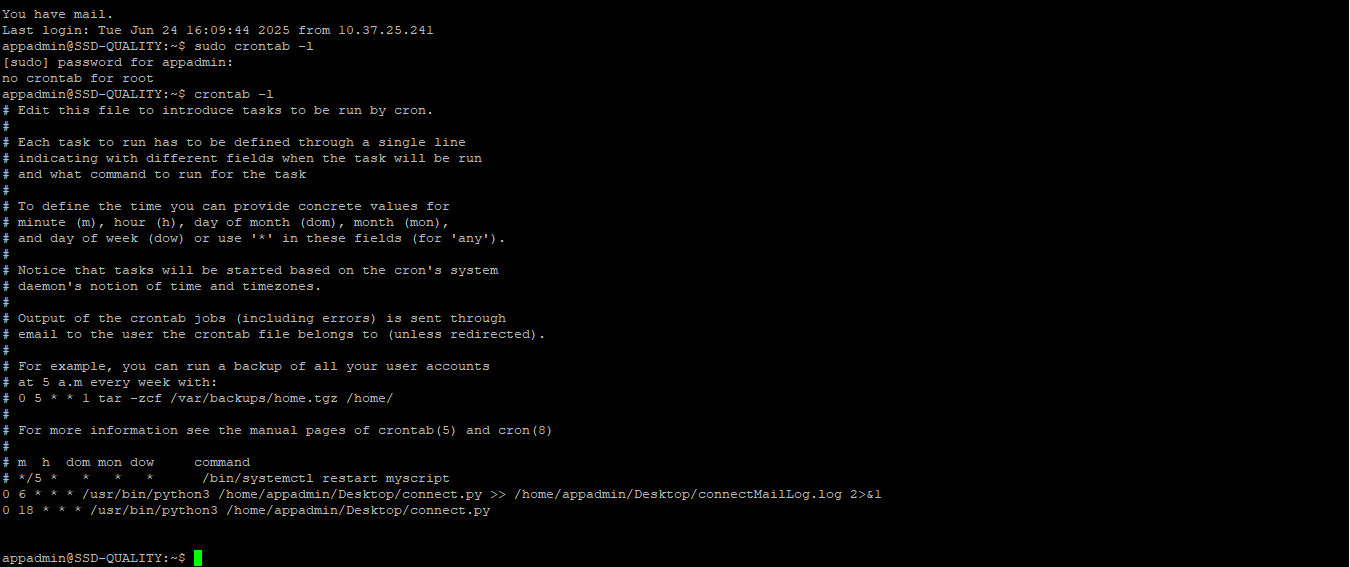 You have mail.
Last login: Tue Jun 24 16:09:44 2025 from 10.37.25.241
appadmin@SSD-QUALITY:~$ sudo crontab -l
[sudo] password for appadmin:
no crontab for root
appadmin@SSD-QUALITY:~$ crontab -l
# Edit this file to introduce tasks to be run by cron.
#
# Each task to run has to be defined through a single line
# indicating with different fields when the task will be run
# and what command to run for the task
#
# To define the time you can provide concrete values for
# minute (m), hour (h), day of month (dom), month (mon),
# and day of week (dow) or use '*' in these fields (for 'any').
#
# Notice that tasks will be started based on the cron's system
# daemon's notion of time and timezones.
#
# Output of the crontab jobs (including errors) is sent through
# email to the user the crontab file belongs to (unless redirected).
#
# For example, you can run a backup of all your user accounts
# at 5 a.m every week with:
# 0 5 * * 1 tar -zcf /var/backups/home.tgz /home/
#
# For more information see the manual pages of crontab(5) and cron(8)
#
# m  h  dom mon dow     command
# */5 *   *   *   *      /bin/systemctl restart myscript
0 6 * * * /usr/bin/python3 /home/appadmin/Desktop/connect.py >> /home/appadmin/Desktop/connectMailLog.log 2>&1
0 18 * * * /usr/bin/python3 /home/appadmin/Desktop/connect.py
appadmin@SSD-QUALITY:~$